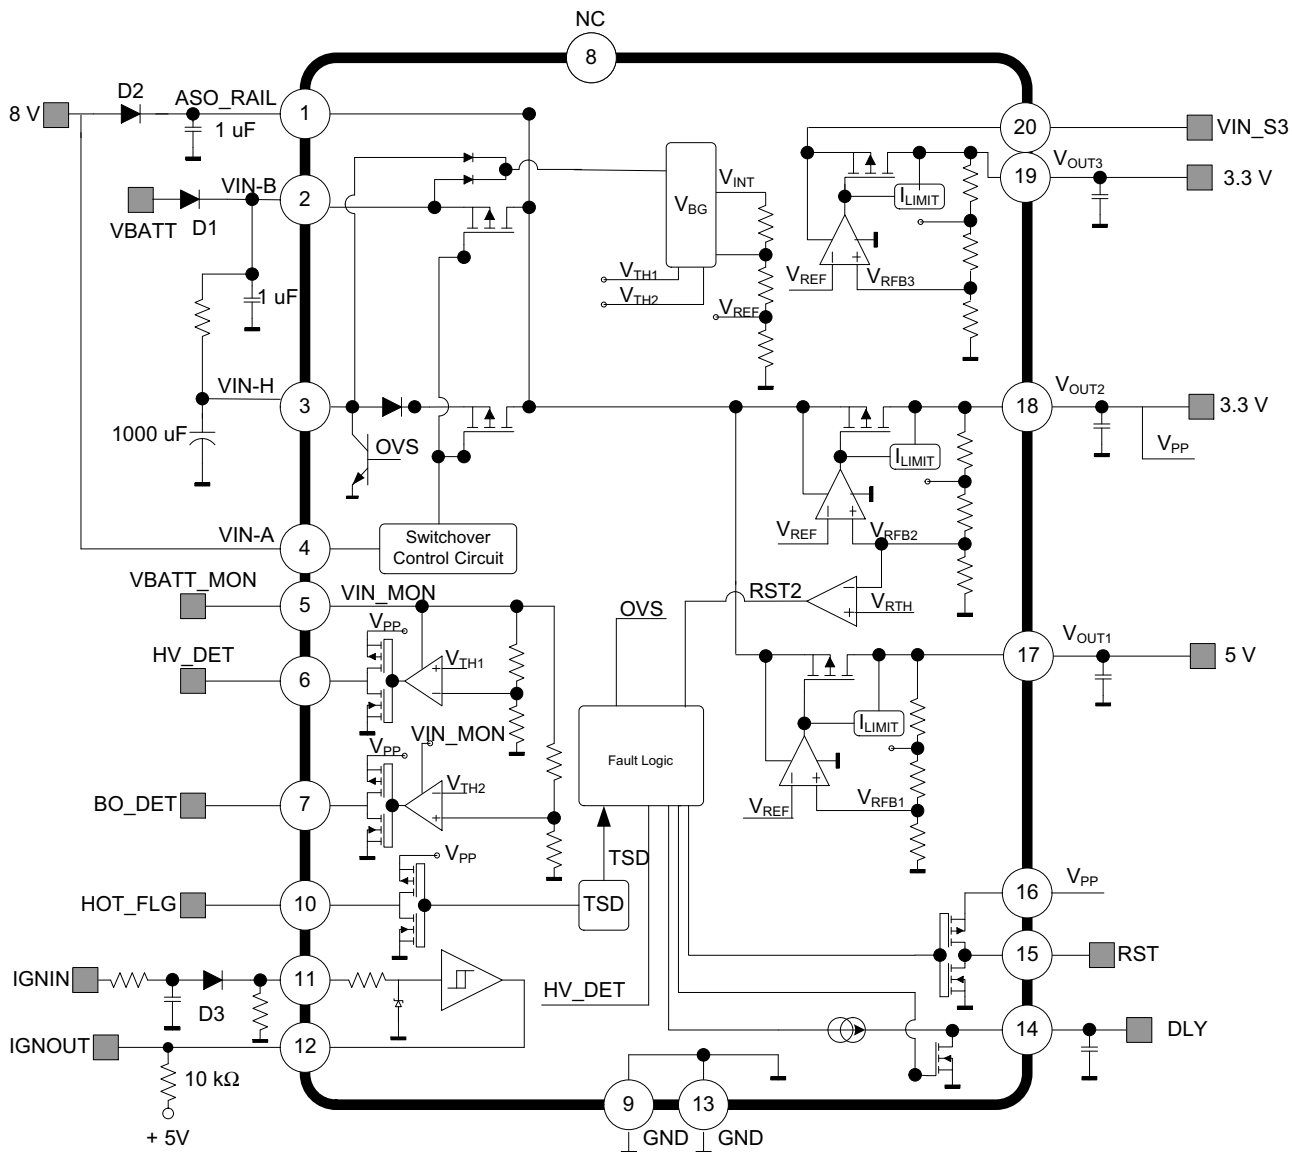 NC
8
8 V
D2
ASO_RAIL
1
1 uF
20
VIN_S3
VOUT3
19
3.3 V
VIN-B
2
VBATT
D1
VINT
VBG
ILIMIT
VTH1
VTH2
VREF
VREF
VRFB3
1 uF
VIN-H
3
1000 uF
OVS
VOUT2
18
3.3 V
VPP
ILIMIT
VREF
VRFB2
VIN-A
4
Switchover
Control Circuit
VBATT_MON
5
VIN_MON
RST2
VRTH
OVS
VPP
HV_DET
6
VTH1
VOUT1
17
5 V
ILIMIT
VIN_MON
VPP
Fault Logic
BO_DET
7
VTH2
VREF
VRFB1
TSD
VPP
HOT_FLG
10
TSD
16
VPP
15
RST
IGNIN
D3
11
HV_DET
14
DLY
IGNOUT
12
10 kΩ
+ 5V
9
GND
13
GND